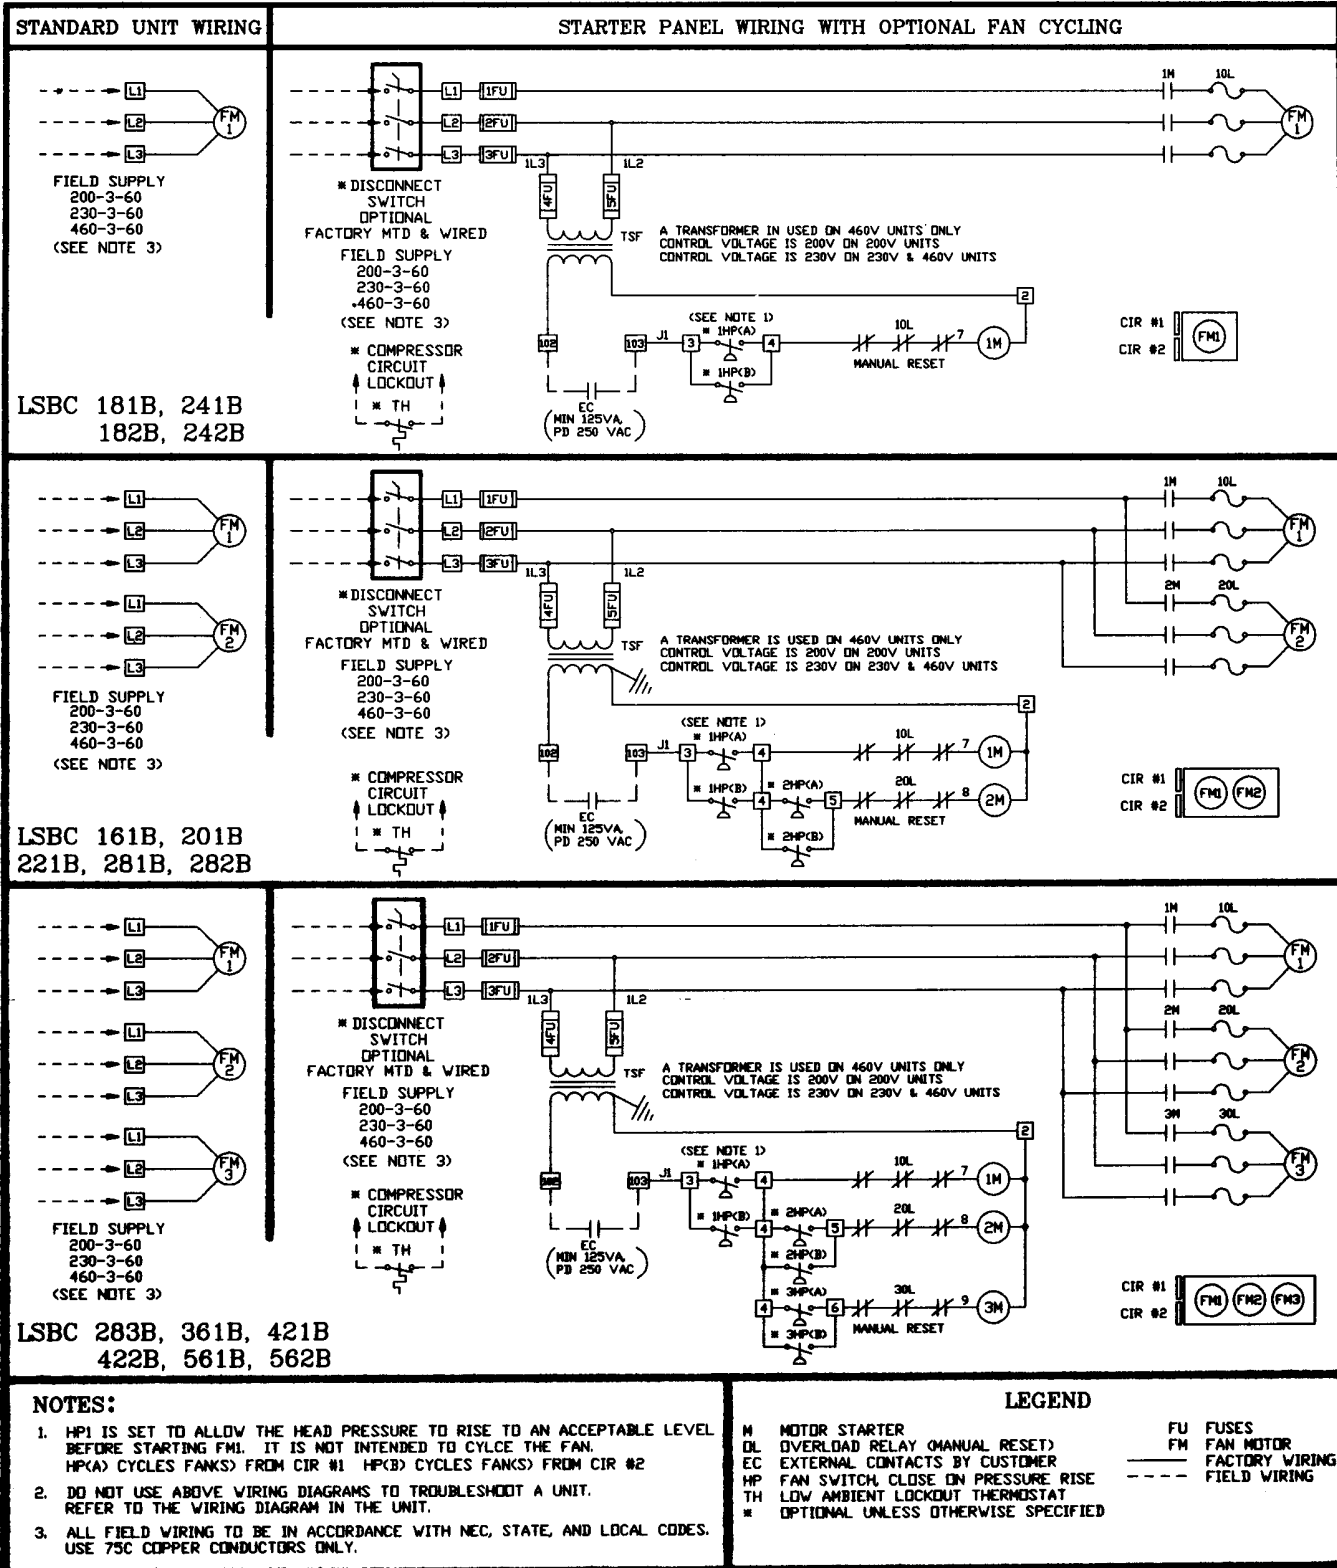 STANDARD UNIT WIRING
STARTER PANEL WIRING WITH OPTIONAL FAN CYCLING
L1
L2
L3
FM
1
FIELD SUPPLY
200-3-60
230-3-60
460-3-60
(SEE NOTE 3)
LSBC 181B, 241B
182B, 242B
L1
1FU
L2
2FU
L3
3FU
1L3
1L2
4FU
5FU
1M
1OL
FM
1
* DISCONNECT
SWITCH
OPTIONAL
FACTORY MTD & WIRED
FIELD SUPPLY
200-3-60
230-3-60
460-3-60
(SEE NOTE 3)
* COMPRESSOR
CIRCUIT
LOCKOUT
* TH
TSF
A TRANSFORMER IN USED ON 460V UNITS ONLY
CONTROL VOLTAGE IS 200V ON 200V UNITS
CONTROL VOLTAGE IS 230V ON 230V & 460V UNITS
2
(SEE NOTE 1)
* 1HP(A)
102
103
J1
3
4
1OL
7
1M
MANUAL RESET
* 1HP(B)
EC
(MIN 125VA,
PD 250 VAC)
CIR #1
CIR #2
FM1
L1
L2
L3
FM
1
L1
L2
L3
FM
2
FIELD SUPPLY
200-3-60
230-3-60
460-3-60
(SEE NOTE 3)
LSBC 161B, 201B
221B, 281B, 282B
L1
1FU
L2
2FU
L3
3FU
1L3
1L2
4FU
5FU
1M
1OL
FM
1
2M
2OL
FM
2
* DISCONNECT
SWITCH
OPTIONAL
FACTORY MTD & WIRED
FIELD SUPPLY
200-3-60
230-3-60
460-3-60
(SEE NOTE 3)
* COMPRESSOR
CIRCUIT
LOCKOUT
* TH
TSF
A TRANSFORMER IS USED ON 460V UNITS ONLY
CONTROL VOLTAGE IS 200V ON 200V UNITS
CONTROL VOLTAGE IS 230V ON 230V & 460V UNITS
2
(SEE NOTE 1)
* 1HP(A)
102
103
J1
3
4
1OL
7
1M
* 1HP(B)
4
* 2HP(A)
5
2OL
8
2M
MANUAL RESET
* 2HP(B)
EC
(MIN 125VA,
PD 250 VAC)
CIR #1
CIR #2
FM1
FM2
L1
L2
L3
FM
1
L1
L2
L3
FM
2
L1
L2
L3
FM
3
FIELD SUPPLY
200-3-60
230-3-60
460-3-60
(SEE NOTE 3)
LSBC 283B, 361B, 421B
422B, 561B, 562B
L1
1FU
L2
2FU
L3
3FU
1L3
1L2
4FU
5FU
1M
1OL
FM
1
2M
2OL
FM
2
3M
3OL
FM
3
* DISCONNECT
SWITCH
OPTIONAL
FACTORY MTD & WIRED
FIELD SUPPLY
200-3-60
230-3-60
460-3-60
(SEE NOTE 3)
* COMPRESSOR
CIRCUIT
LOCKOUT
* TH
TSF
A TRANSFORMER IS USED ON 460V UNITS ONLY
CONTROL VOLTAGE IS 200V ON 200V UNITS
CONTROL VOLTAGE IS 230V ON 230V & 460V UNITS
2
(SEE NOTE 1)
* 1HP(A)
102
103
J1
3
4
1OL
7
1M
* 1HP(B)
4
* 2HP(A)
5
2OL
8
2M
* 2HP(B)
* 3HP(A)
4
6
3OL
9
3M
MANUAL RESET
* 3HP(B)
EC
(MIN 125VA,
PD 250 VAC)
CIR #1
CIR #2
FM1
FM2
FM3
NOTES:
1. HP1 IS SET TO ALLOW THE HEAD PRESSURE TO RISE TO AN ACCEPTABLE LEVEL
BEFORE STARTING FM1. IT IS NOT INTENDED TO CYLCE THE FAN.
HP(A) CYCLES FAN(S) FROM CIR #1 HP(B) CYCLES FAN(S) FROM CIR #2
2. DO NOT USE ABOVE WIRING DIAGRAMS TO TROUBLESHOOT A UNIT.
REFER TO THE WIRING DIAGRAM IN THE UNIT.
3. ALL FIELD WIRING TO BE IN ACCORDANCE WITH NEC, STATE, AND LOCAL CODES.
USE 75C COPPER CONDUCTORS ONLY.
LEGEND
M MOTOR STARTER
OL OVERLOAD RELAY (MANUAL RESET)
EC EXTERNAL CONTACTS BY CUSTOMER
HP FAN SWITCH, CLOSE ON PRESSURE RISE
TH LOW AMBIENT LOCKOUT THERMOSTAT
* OPTIONAL UNLESS OTHERWISE SPECIFIED
FU FUSES
FM FAN MOTOR
FACTORY WIRING
FIELD WIRING